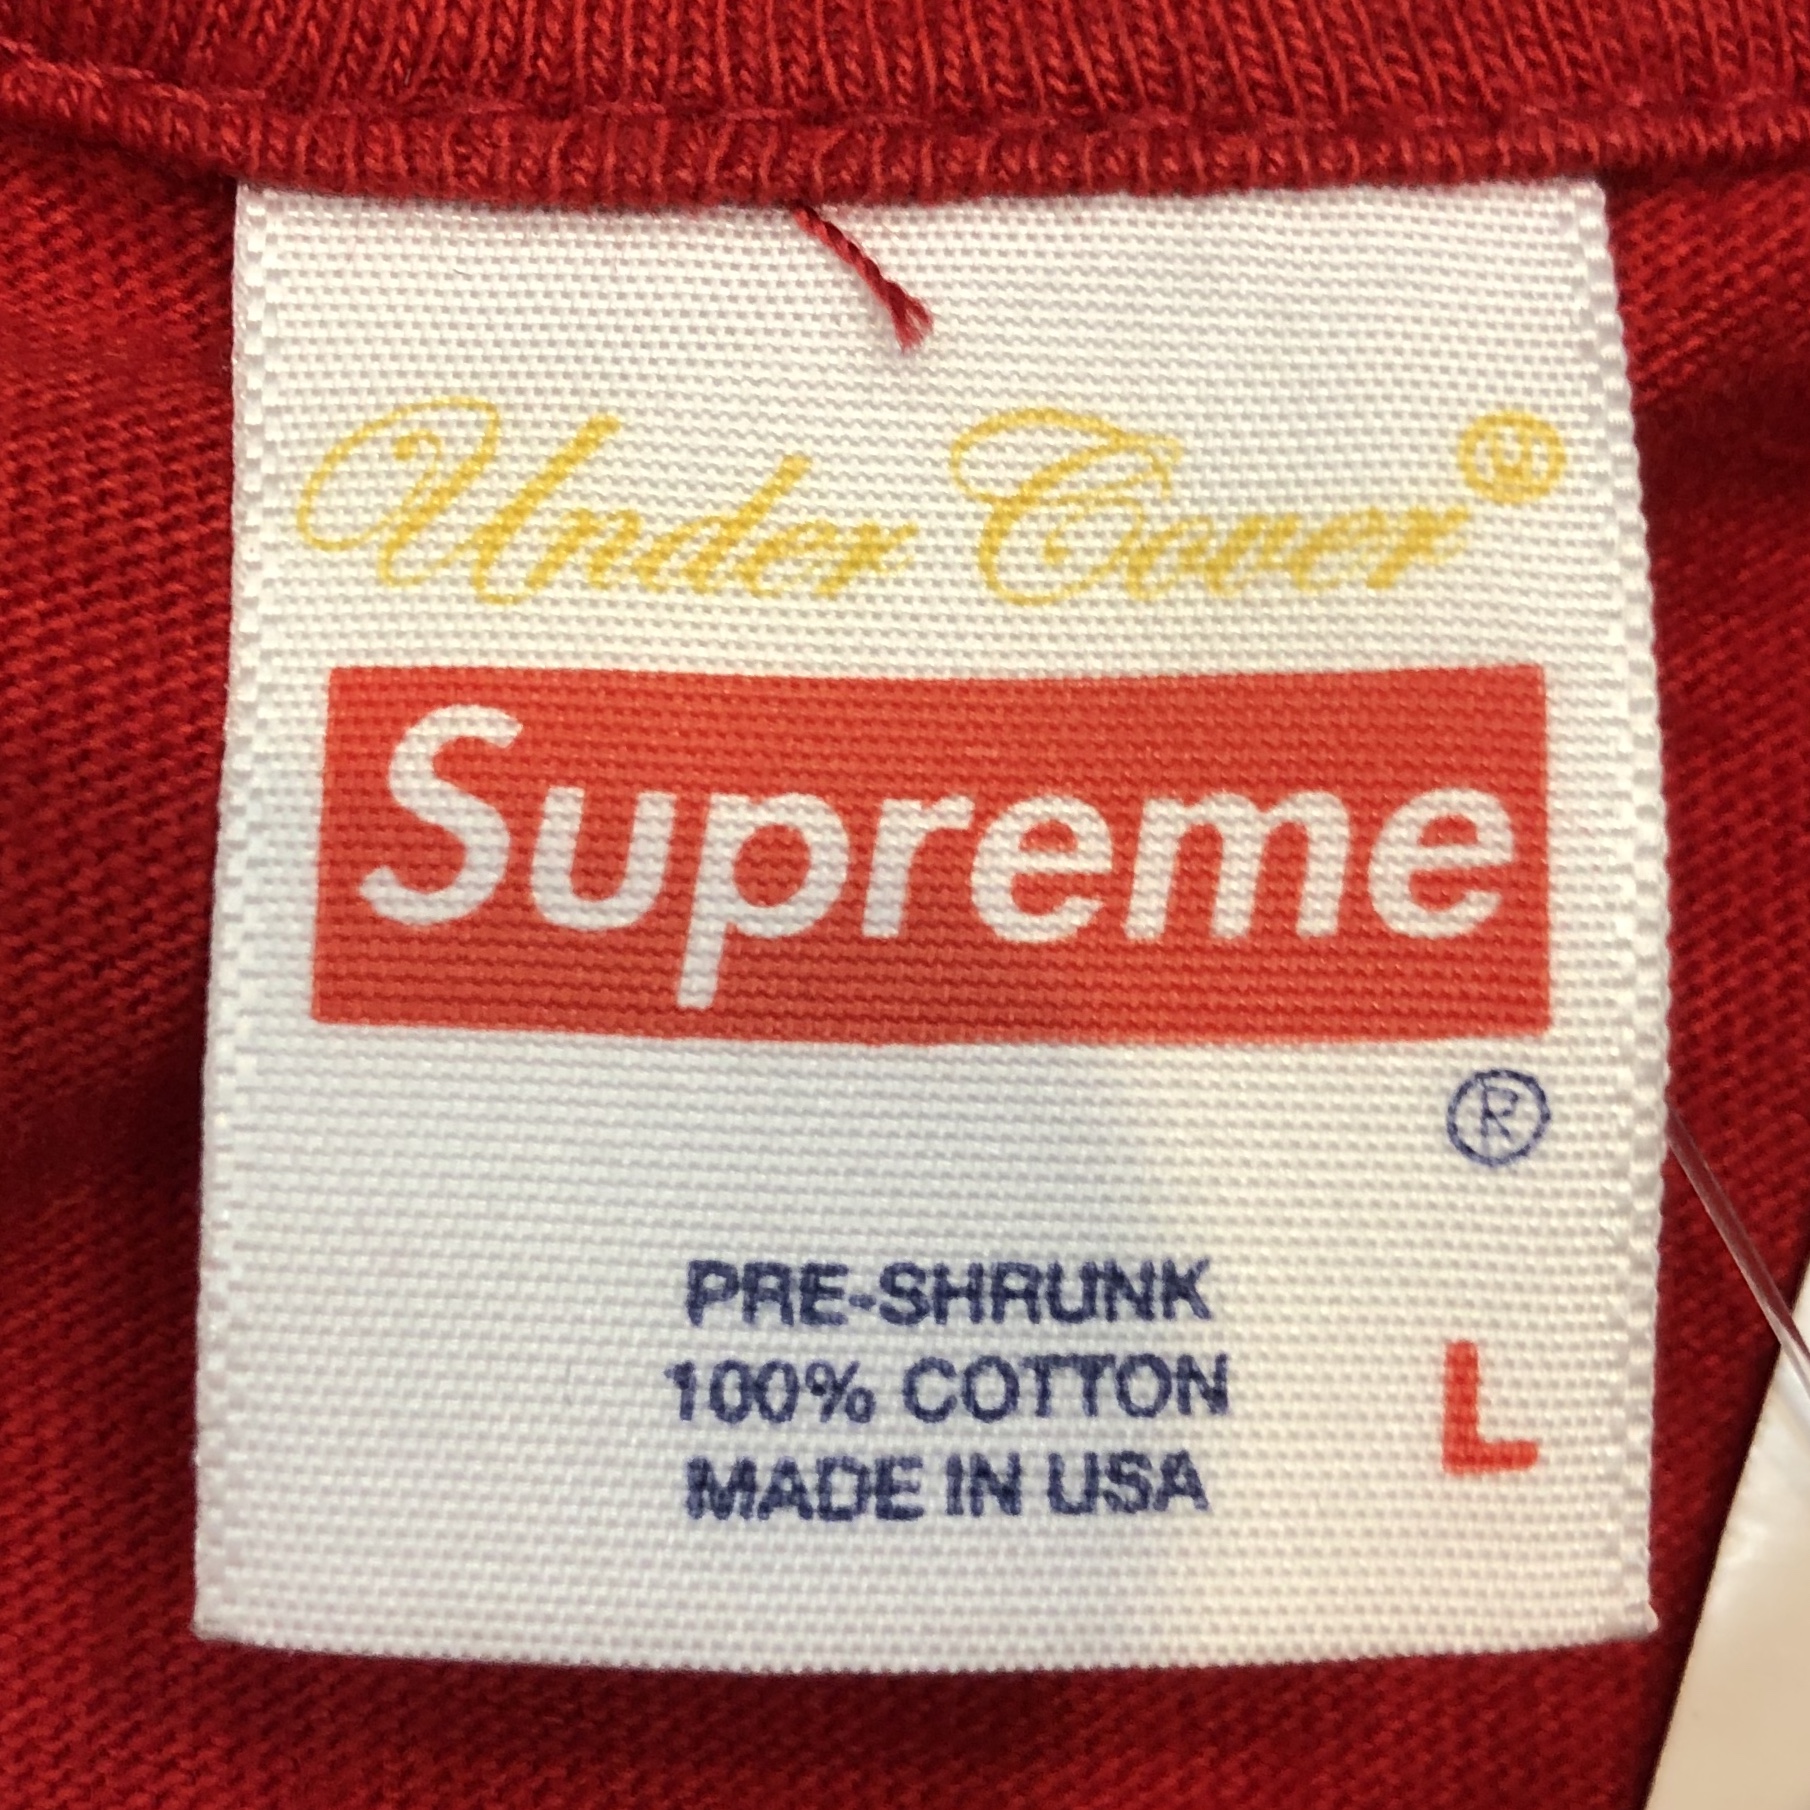 Under Cover Ⓤ
Supreme
®
PRE-SHRUNK
100% COTTON
MADE IN USA
L